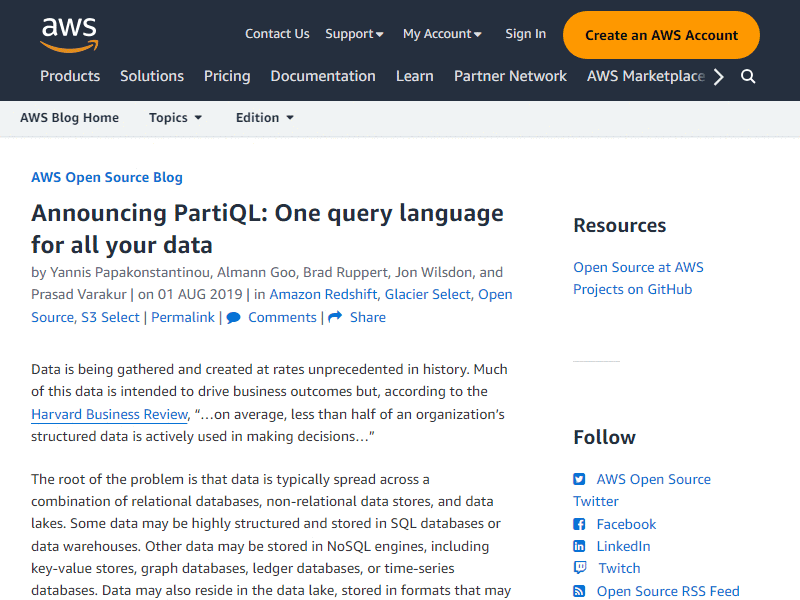 aws
Contact Us Support My Account Sign In Create an AWS Account
Products Solutions Pricing Documentation Learn Partner Network AWS Marketplace
AWS Blog Home Topics Edition
AWS Open Source Blog
Announcing PartiQL: One query language
for all your data
by Yannis Papakonstantinou, Almann Goo, Brad Ruppert, Jon Wilsdon, and
Prasad Varakur | on 01 AUG 2019 | in Amazon Redshift, Glacier Select, Open
Source, S3 Select | Permalink | Comments | Share
Data is being gathered and created at rates unprecedented in history. Much
of this data is intended to drive business outcomes but, according to the
Harvard Business Review, “…on average, less than half of an organization’s
structured data is actively used in making decisions…”
The root of the problem is that data is typically spread across a
combination of relational databases, non-relational data stores, and data
lakes. Some data may be highly structured and stored in SQL databases or
data warehouses. Other data may be stored in NoSQL engines, including
key-value stores, graph databases, ledger databases, or time-series
databases. Data may also reside in the data lake, stored in formats that may
Resources
Open Source at AWS
Projects on GitHub
Follow
AWS Open Source
Twitter
Facebook
LinkedIn
Twitch
Open Source RSS Feed